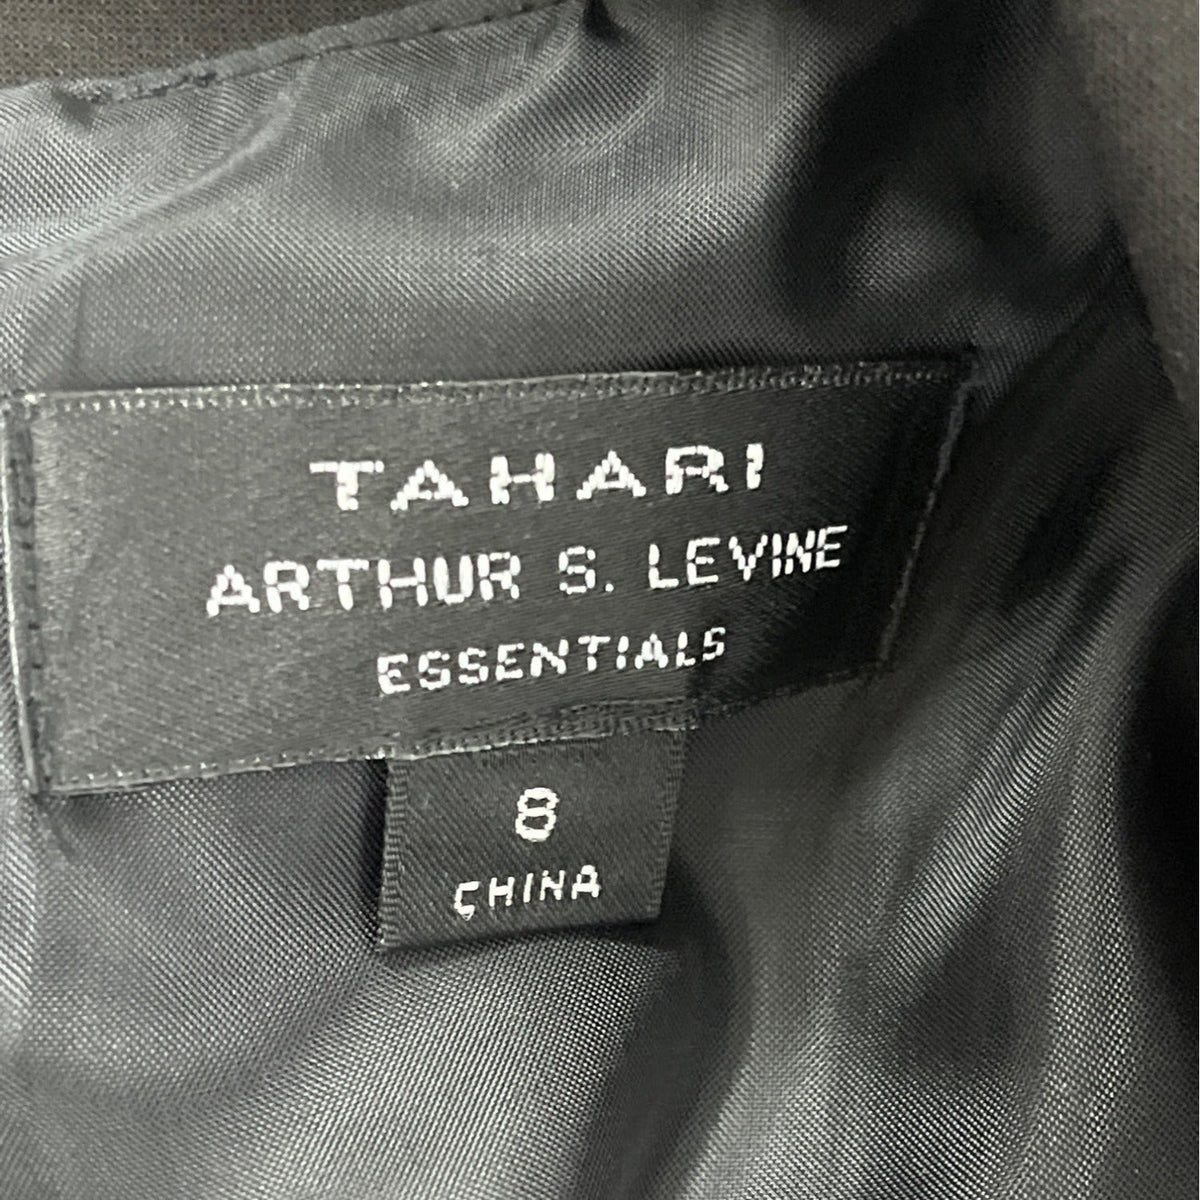 TAHARI
ARTHUR S. LEVINE
ESSENTIALS
8
CHINA